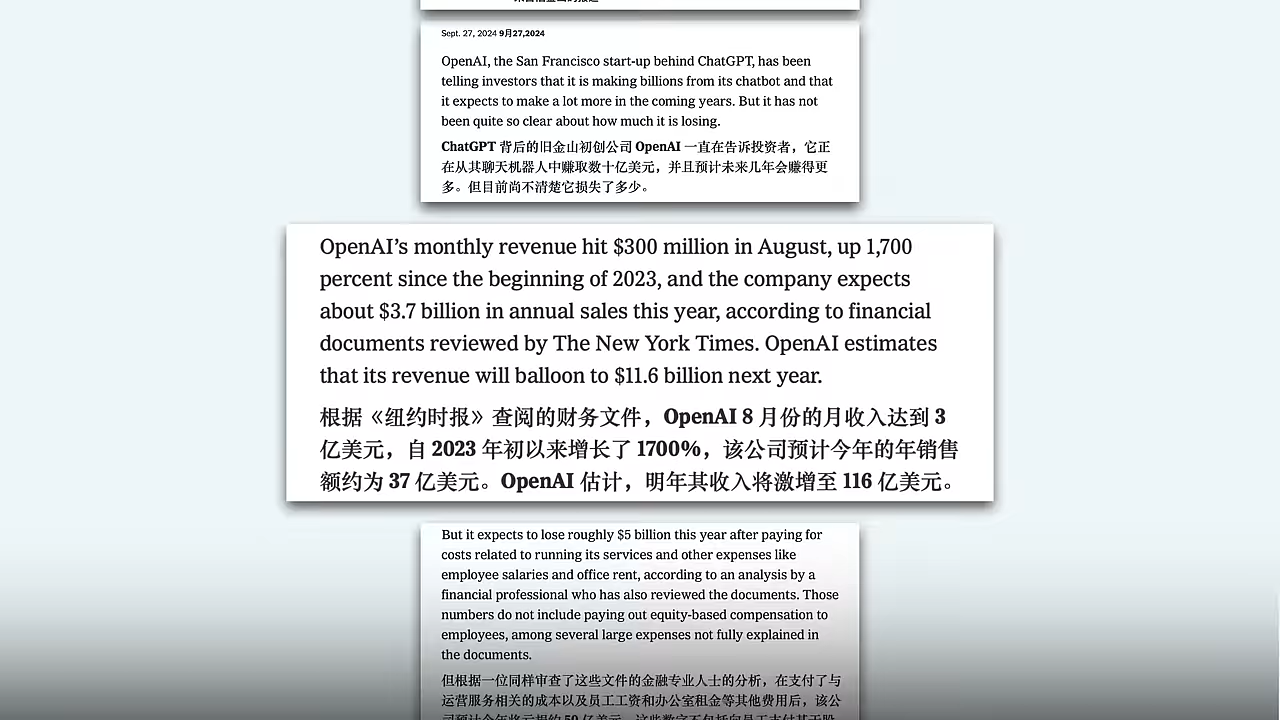 Sept. 27, 2024 9月27,2024
OpenAI, the San Francisco start-up behind ChatGPT, has been
telling investors that it is making billions from its chatbot and that
it expects to make a lot more in the coming years. But it has not
been quite so clear about how much it is losing.
ChatGPT 背后的旧金山初创公司 OpenAI 一直在告诉投资者，它正
在从其聊天机器人中赚取数十亿美元，并且预计未来几年会赚得更
多。但目前尚不清楚它损失了多少。
OpenAI’s monthly revenue hit $300 million in August, up 1,700
percent since the beginning of 2023, and the company expects
about $3.7 billion in annual sales this year, according to financial
documents reviewed by The New York Times. OpenAI estimates
that its revenue will balloon to $11.6 billion next year.
根据《纽约时报》查阅的财务文件，OpenAI 8 月份的月收入达到 3
亿美元，自 2023 年初以来增长了 1700%，该公司预计今年的年销售
额约为 37 亿美元。OpenAI 估计，明年其收入将激增至 116 亿美元。
But it expects to lose roughly $5 billion this year after paying for
costs related to running its services and other expenses like
employee salaries and office rent, according to an analysis by a
financial professional who has also reviewed the documents. Those
numbers do not include paying out equity-based compensation to
employees, among several large expenses not fully explained in
the documents.
但根据一位同样审查了这些文件的金融专业人士的分析，在支付了与
运营服务相关的成本以及员工工资和办公室租金等其他费用后，该公